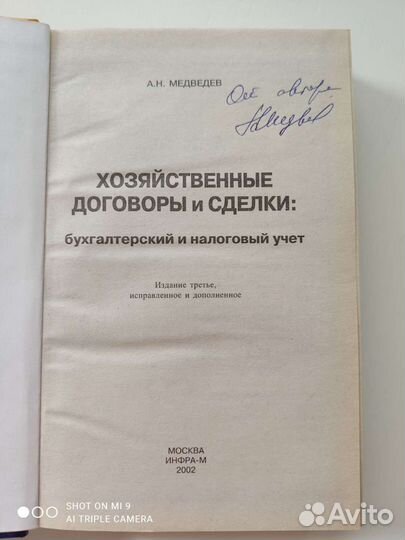 А.Н. МЕДВЕДЕВ
От автора
ХОЗЯЙСТВЕННЫЕ
ДОГОВОРЫ и СДЕЛКИ:
бухгалтерский и налоговый учет
Издание третье,
исправленное и дополненное
МОСКВА
ИНФРА-М
2002
SHOT ON MI 9
AI TRIPLE CAMERA
Avito